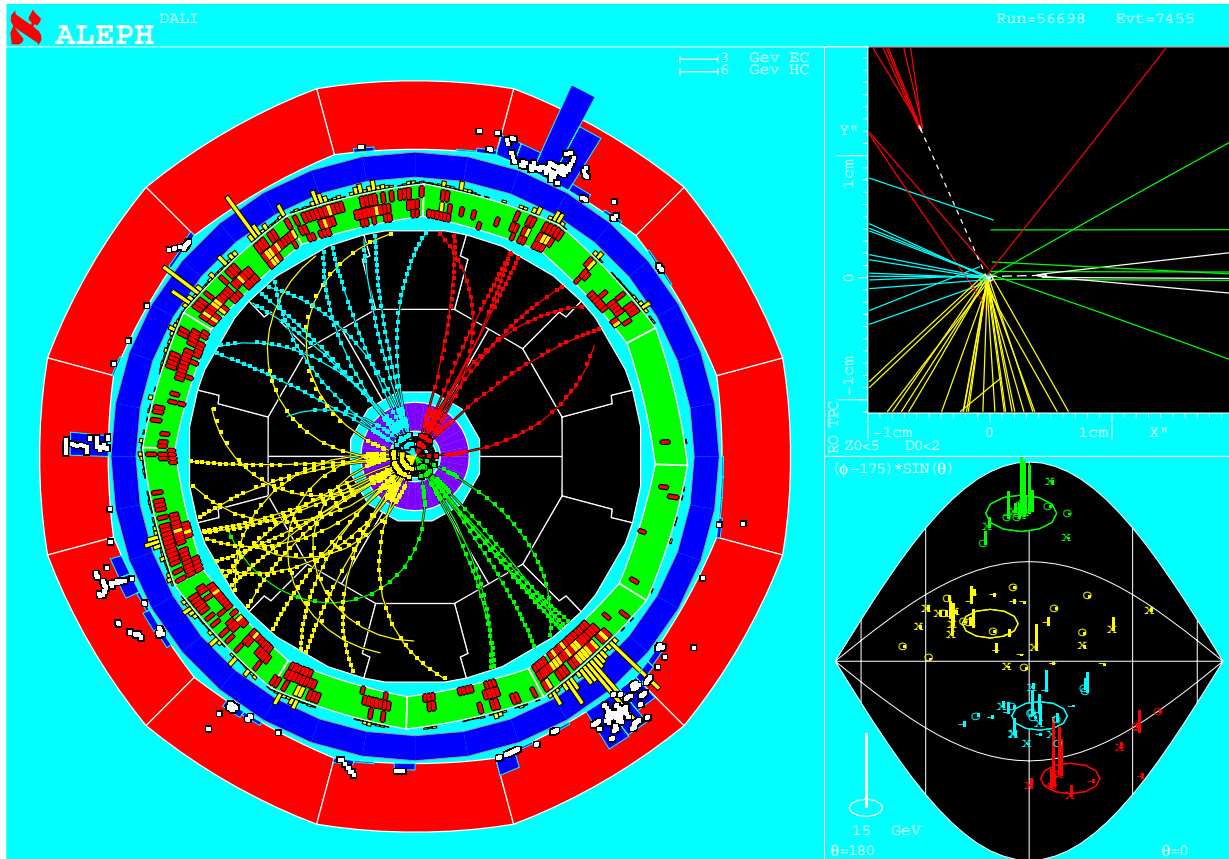 ALEPH DALI Run=56698 Evt=7455
3 Gev EC
6 Gev HC
Y"
1cm
0
-1cm
RO TPC
-1cm 0 1cm X"
Z0<5 D0<2
(ϕ-175)*SIN(θ)
15 GeV
θ=180 θ=0